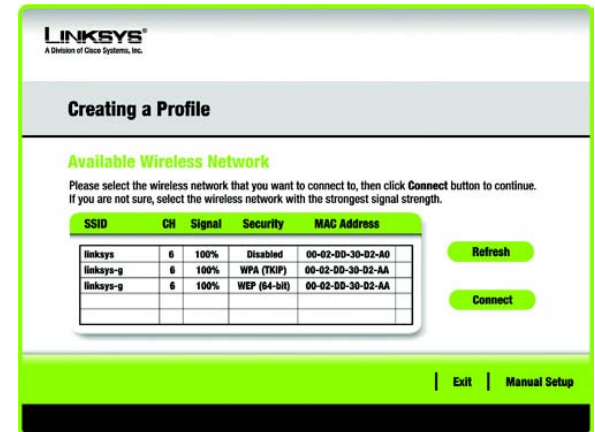 LINKSYS®
A Division of Cisco Systems, Inc.
Creating a Profile
Available Wireless Network
Please select the wireless network that you want to connect to, then click Connect button to continue.
If you are not sure, select the wireless network with the strongest signal strength.
SSID CH Signal Security MAC Address
linksys 6 100% Disabled 00-02-DD-30-D2-A0
linksys-g 6 100% WPA (TKIP) 00-02-DD-30-D2-AA
linksys-g 6 100% WEP (64-bit) 00-02-DD-30-D2-AA
Refresh
Connect
Exit Manual Setup